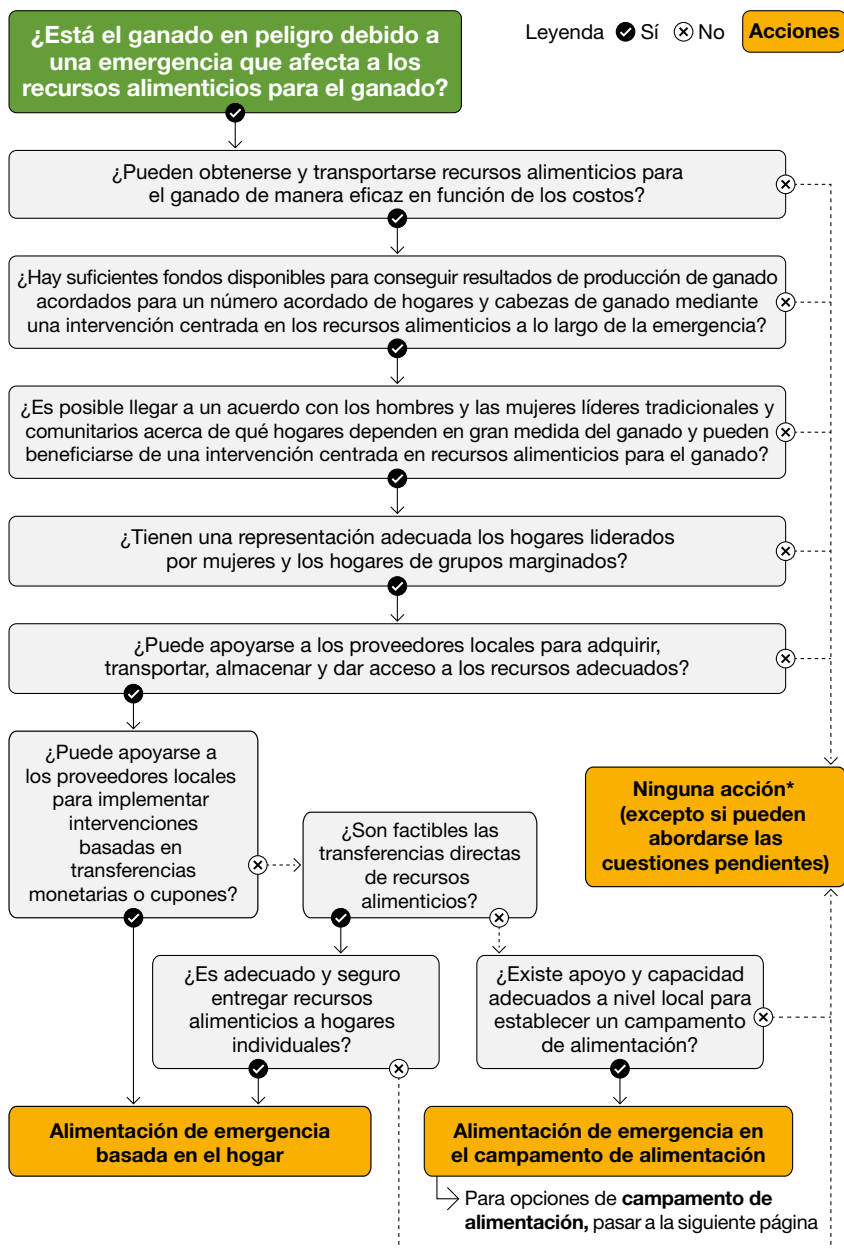 ¿Está el ganado en peligro debido a
una emergencia que afecta a los
recursos alimenticios para el ganado?
Leyenda Sí No Acciones
¿Pueden obtenerse y transportarse recursos alimenticios para
el ganado de manera eficaz en función de los costos?
¿Hay suficientes fondos disponibles para conseguir resultados de producción de ganado
acordados para un número acordado de hogares y cabezas de ganado mediante
una intervención centrada en los recursos alimenticios a lo largo de la emergencia?
¿Es posible llegar a un acuerdo con los hombres y las mujeres líderes tradicionales y
comunitarios acerca de qué hogares dependen en gran medida del ganado y pueden
beneficiarse de una intervención centrada en recursos alimenticios para el ganado?
¿Tienen una representación adecuada los hogares liderados
por mujeres y los hogares de grupos marginados?
¿Puede apoyarse a los proveedores locales para adquirir,
transportar, almacenar y dar acceso a los recursos adecuados?
¿Puede apoyarse a
los proveedores locales
para implementar
intervenciones
basadas en
transferencias
monetarias o cupones?
¿Son factibles las
transferencias directas
de recursos
alimenticios?
Ninguna acción*
(excepto si pueden
abordarse las
cuestiones pendientes)
¿Es adecuado y seguro
entregar recursos
alimenticios a hogares
individuales?
¿Existe apoyo y capacidad
adecuados a nivel local para
establecer un campamento
de alimentación?
Alimentación de emergencia
basada en el hogar
Alimentación de emergencia en
el campamento de alimentación
Para opciones de campamento de
alimentación, pasar a la siguiente página